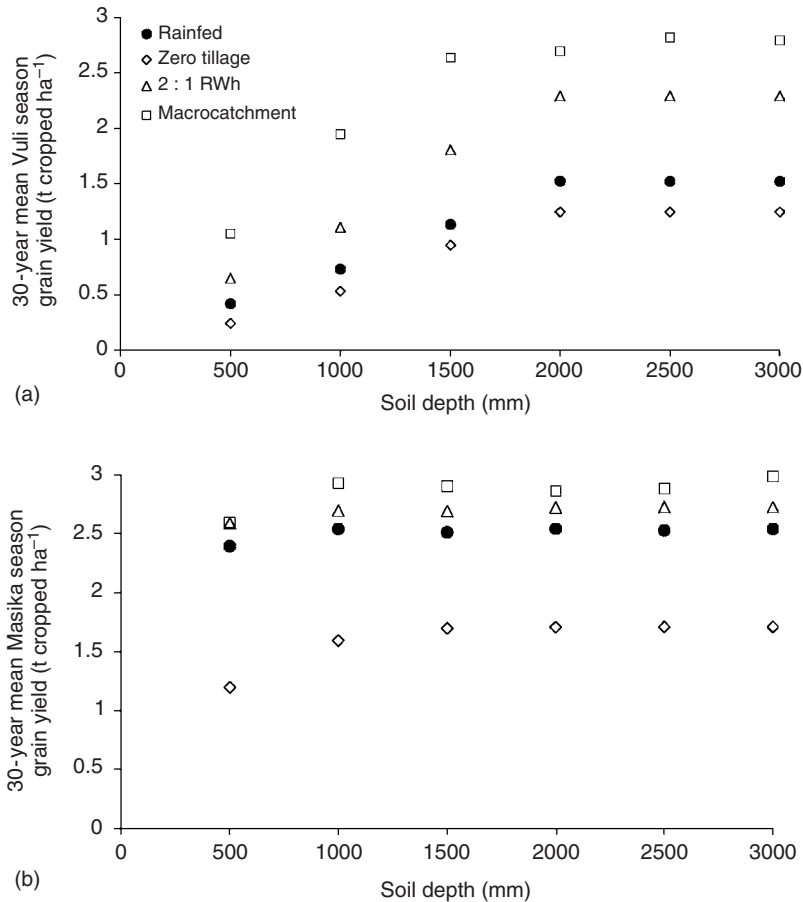 30-year mean Vuli season
grain yield (t cropped ha⁻¹)
3
2.5
2
1.5
1
0.5
0
Rainfed
Zero tillage
2 : 1 RWh
Macrocatchment
0 500 1000 1500 2000 2500 3000
Soil depth (mm)
(a)
30-year mean Masika season
grain yield (t cropped ha⁻¹)
3
2.5
2
1.5
1
0.5
0
0 500 1000 1500 2000 2500 3000
Soil depth (mm)
(b)